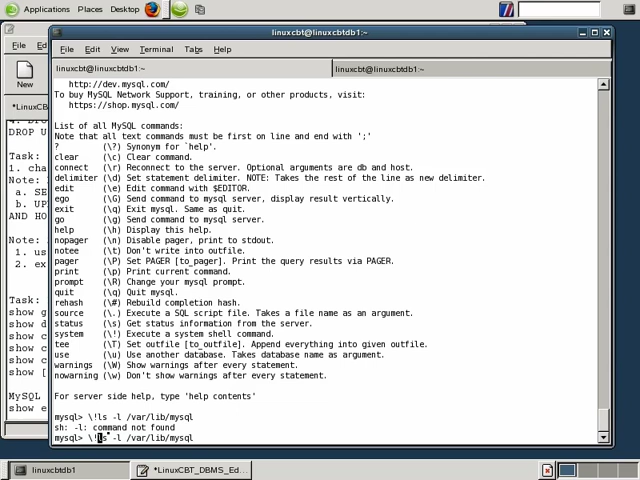 Applications Places Desktop
linuxcbt@linuxcbtdb1:~
File Ed
File Edit View Terminal Tabs Help
New
linuxcbt@linuxcbtdb1:~ linuxcbt@linuxcbtdb1:~
*LinuxCB
DROP U
Task:
1. cha
Note:
a. SE
b. UP
AND HO
Note:
1. us
2. ex
Task:
show g
show d
show c
show c
show c
show [
MySQL
show e
http://dev.mysql.com/
To buy MySQL Network Support, training, or other products, visit:
https://shop.mysql.com/
List of all MySQL commands:
Note that all text commands must be first on line and end with ';'
? (\?) Synonym for `help'.
clear (\c) Clear command.
connect (\r) Reconnect to the server. Optional arguments are db and host.
delimiter (\d) Set statement delimiter. NOTE: Takes the rest of the line as new delimiter.
edit (\e) Edit command with $EDITOR.
ego (\G) Send command to mysql server, display result vertically.
exit (\q) Exit mysql. Same as quit.
go (\g) Send command to mysql server.
help (\h) Display this help.
nopager (\n) Disable pager, print to stdout.
notee (\t) Don't write into outfile.
pager (\P) Set PAGER [to_pager]. Print the query results via PAGER.
print (\p) Print current command.
prompt (\R) Change your mysql prompt.
quit (\q) Quit mysql.
rehash (\#) Rebuild completion hash.
source (\.) Execute a SQL script file. Takes a file name as an argument.
status (\s) Get status information from the server.
system (\!) Execute a system shell command.
tee (\T) Set outfile [to_outfile]. Append everything into given outfile.
use (\u) Use another database. Takes database name as argument.
warnings (\W) Show warnings after every statement.
nowarning (\w) Don't show warnings after every statement.
For server side help, type 'help contents'
mysql> \!ls -l /var/lib/mysql
sh: -l: command not found
mysql> \!ls -l /var/lib/mysql
linuxcbtdb1 *LinuxCBT_DBMS_Ed...